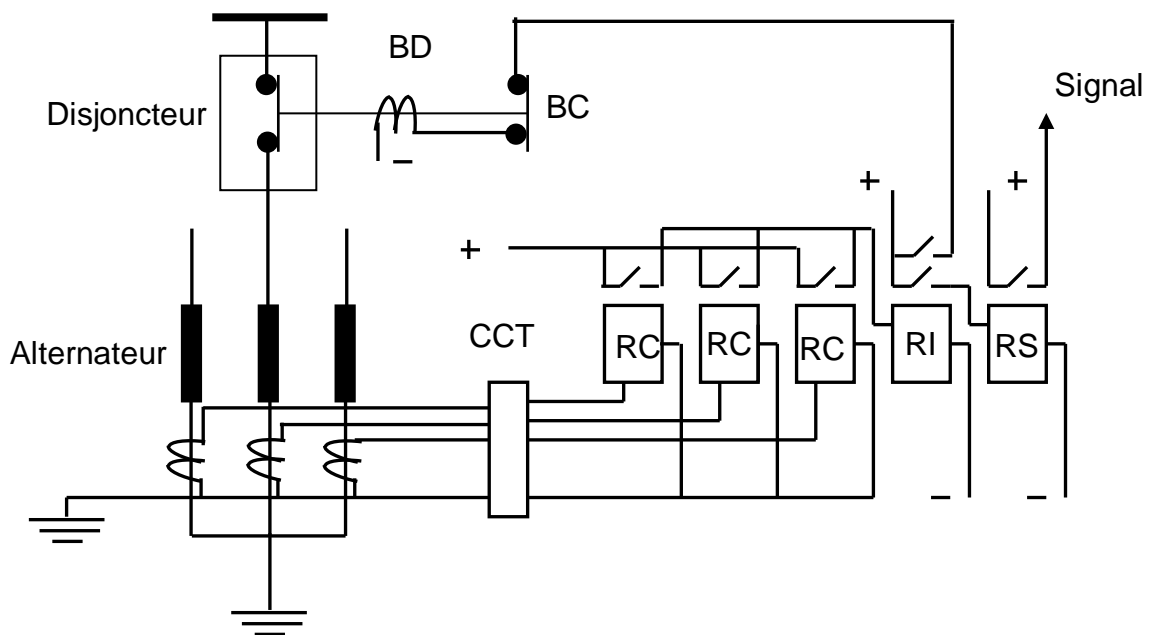 BD
Signal
Disjoncteur
BC
+
+
+
CCT
Alternateur
RC
RC
RC
RI
RS